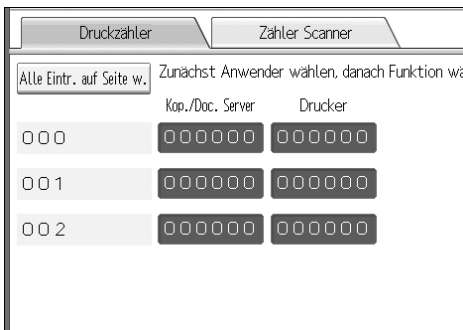 Druckzähler Zähler Scanner
Alle Eintr. auf Seite w. Zunächst Anwender wählen, danach Funktion
Kop./Doc. Server Drucker
000 000000 000000
001 000000 000000
002 000000 000000